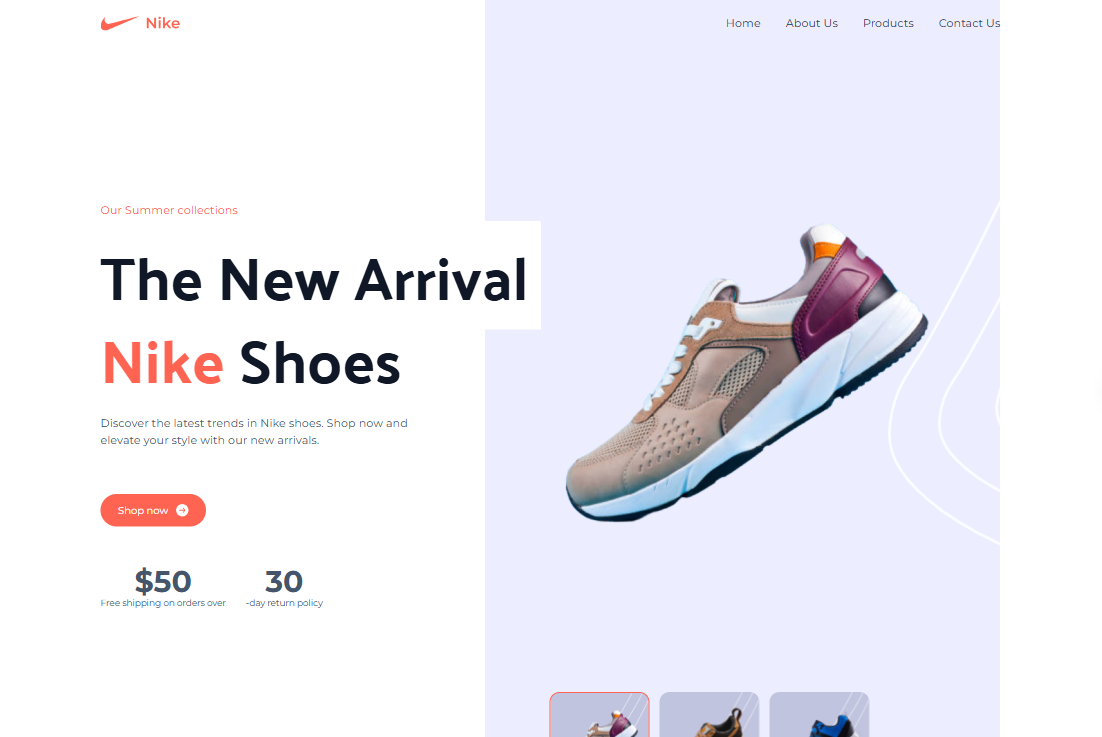 Nike
Home About Us Products Contact Us
Our Summer collections
The New Arrival
Nike Shoes
Discover the latest trends in Nike shoes. Shop now and
elevate your style with our new arrivals.
Shop now
$50 30
Free shipping on orders over -day return policy